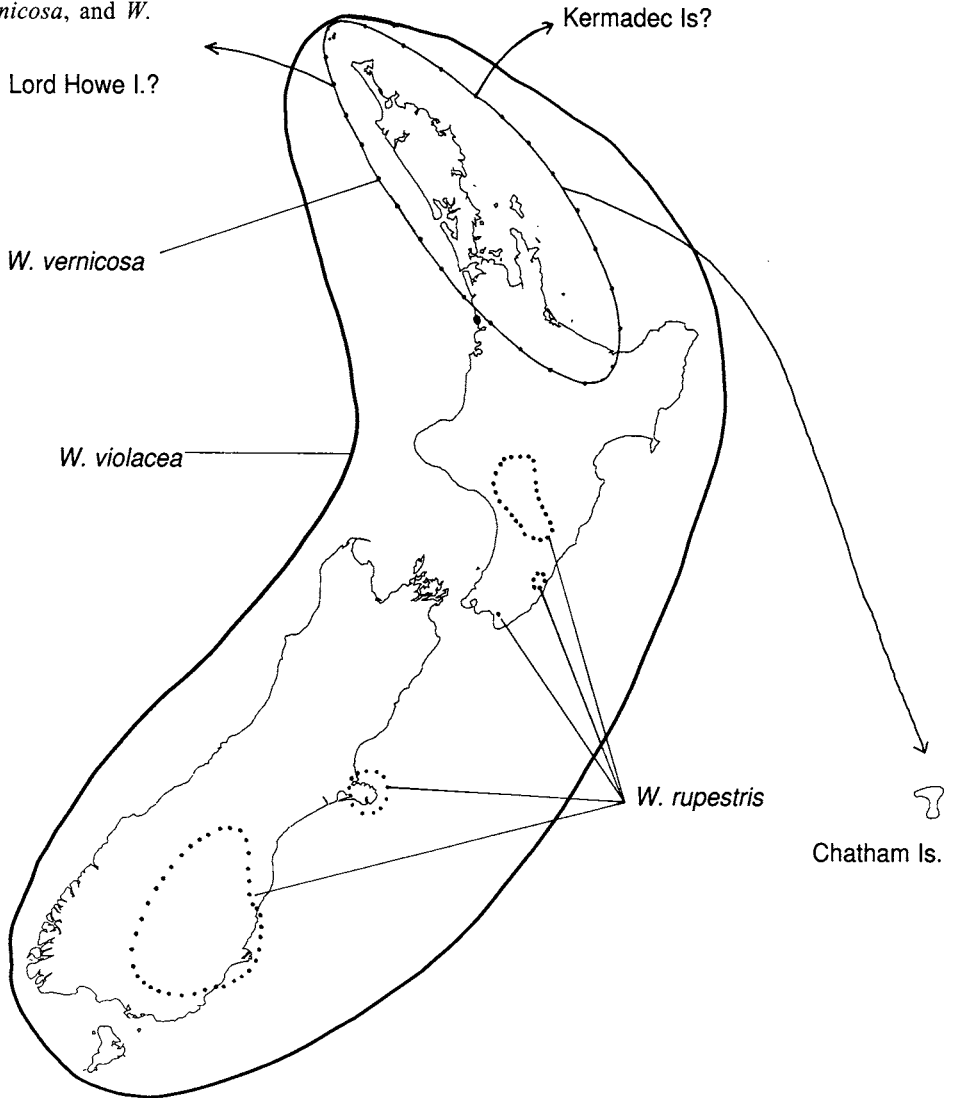 nicosa, and W.
Kermadec Is?
Lord Howe I.?
W. vernicosa
W. violacea
W. rupestris
Chatham Is.